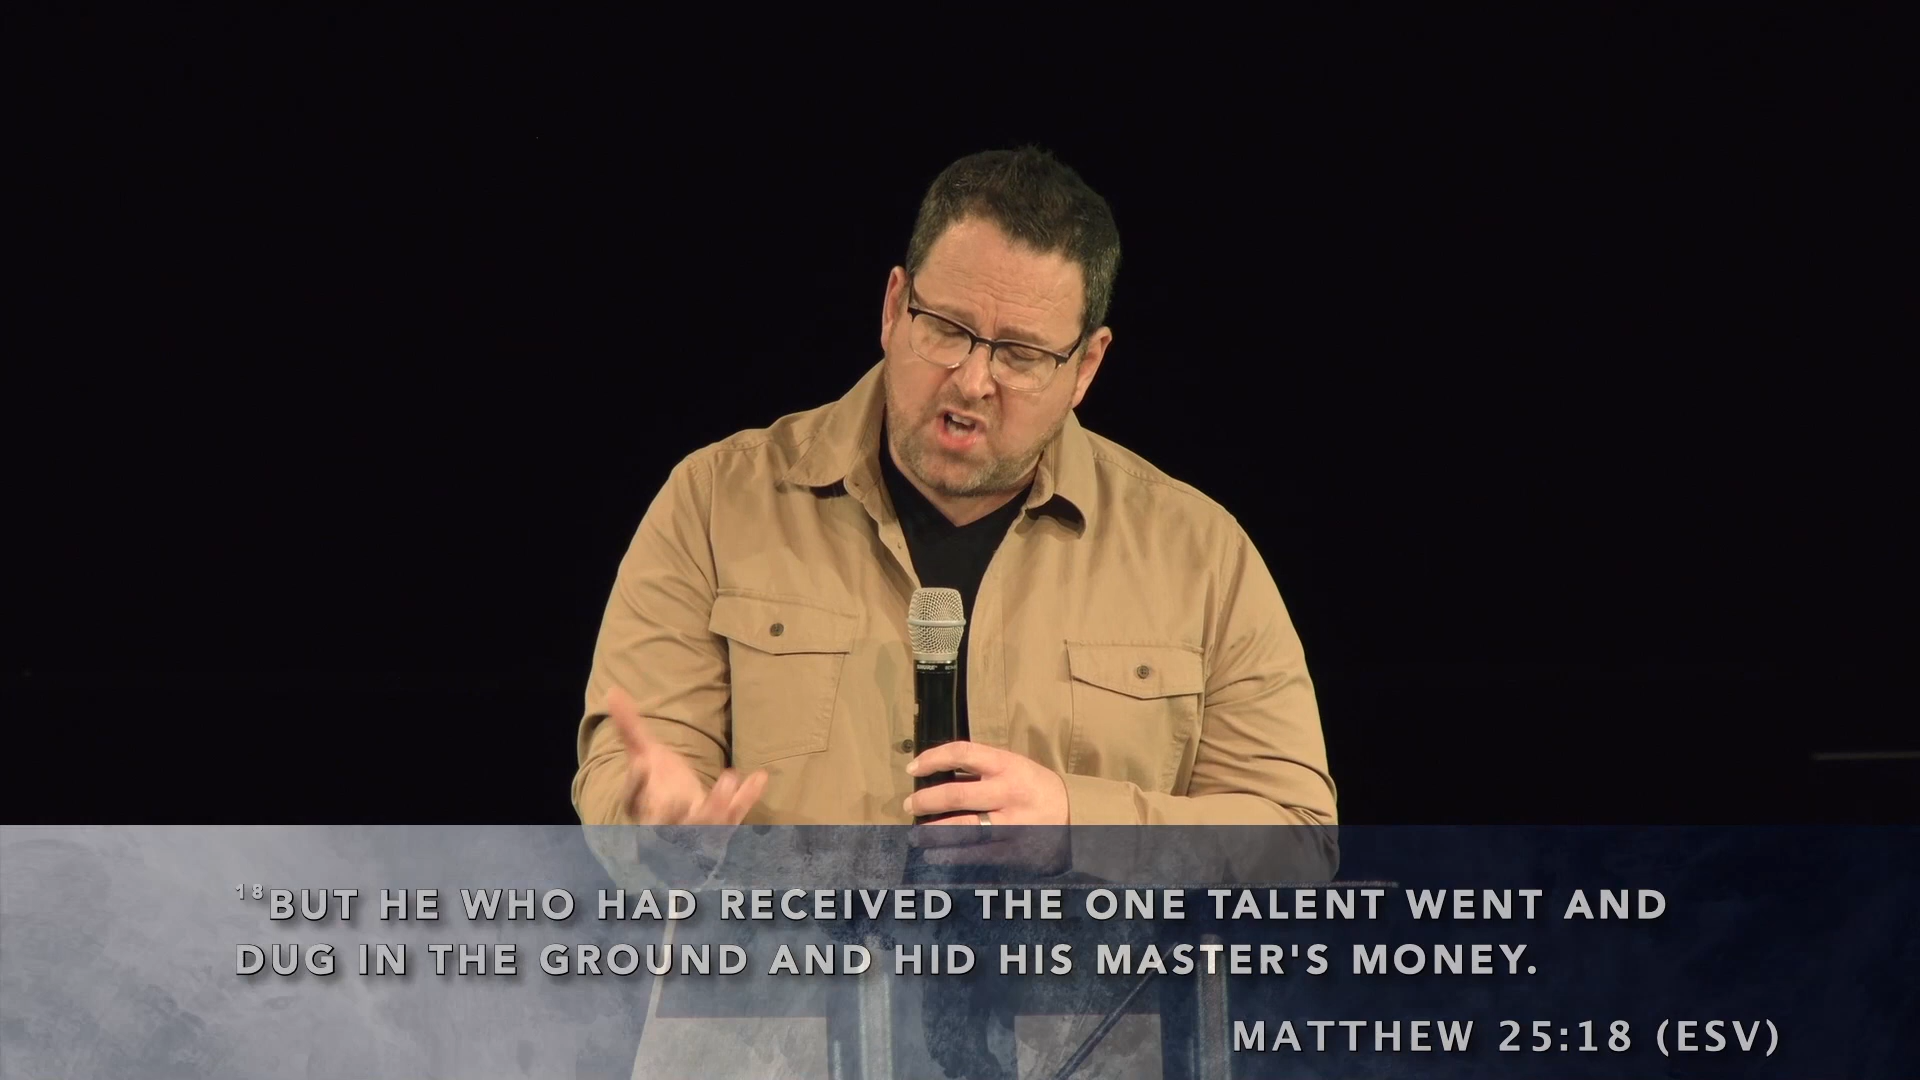 18BUT HE WHO HAD RECEIVED THE ONE TALENT WENT AND
DUG IN THE GROUND AND HID HIS MASTER'S MONEY.
MATTHEW 25:18 (ESV)